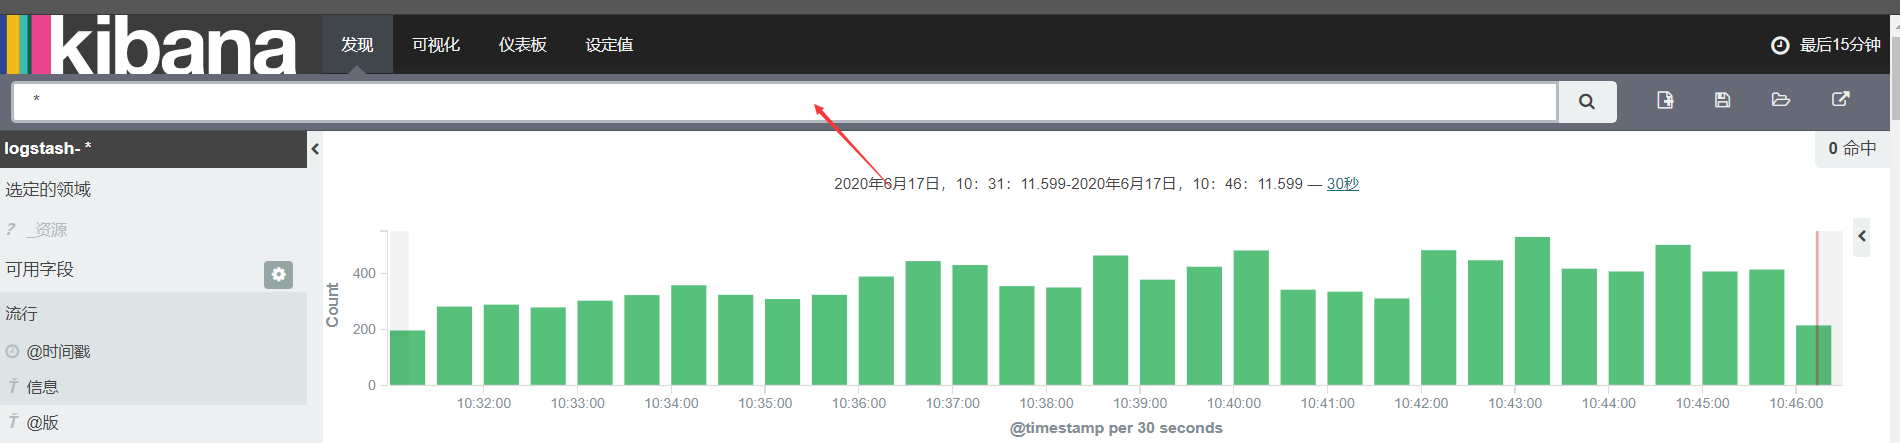 kibana 发现 可视化 仪表板 设定值 最后15分钟
*
logstash- *
0 命中
选定的领域
2020年6月17日，10：31：11.599-2020年6月17日，10：46：11.599 — 30秒
? _资源
可用字段
流行
@时间戳
信息
@版
Count
400
200
0
10:32:00 10:33:00 10:34:00 10:35:00 10:36:00 10:37:00 10:38:00 10:39:00 10:40:00 10:41:00 10:42:00 10:43:00 10:44:00 10:45:00 10:46:00
@timestamp per 30 seconds